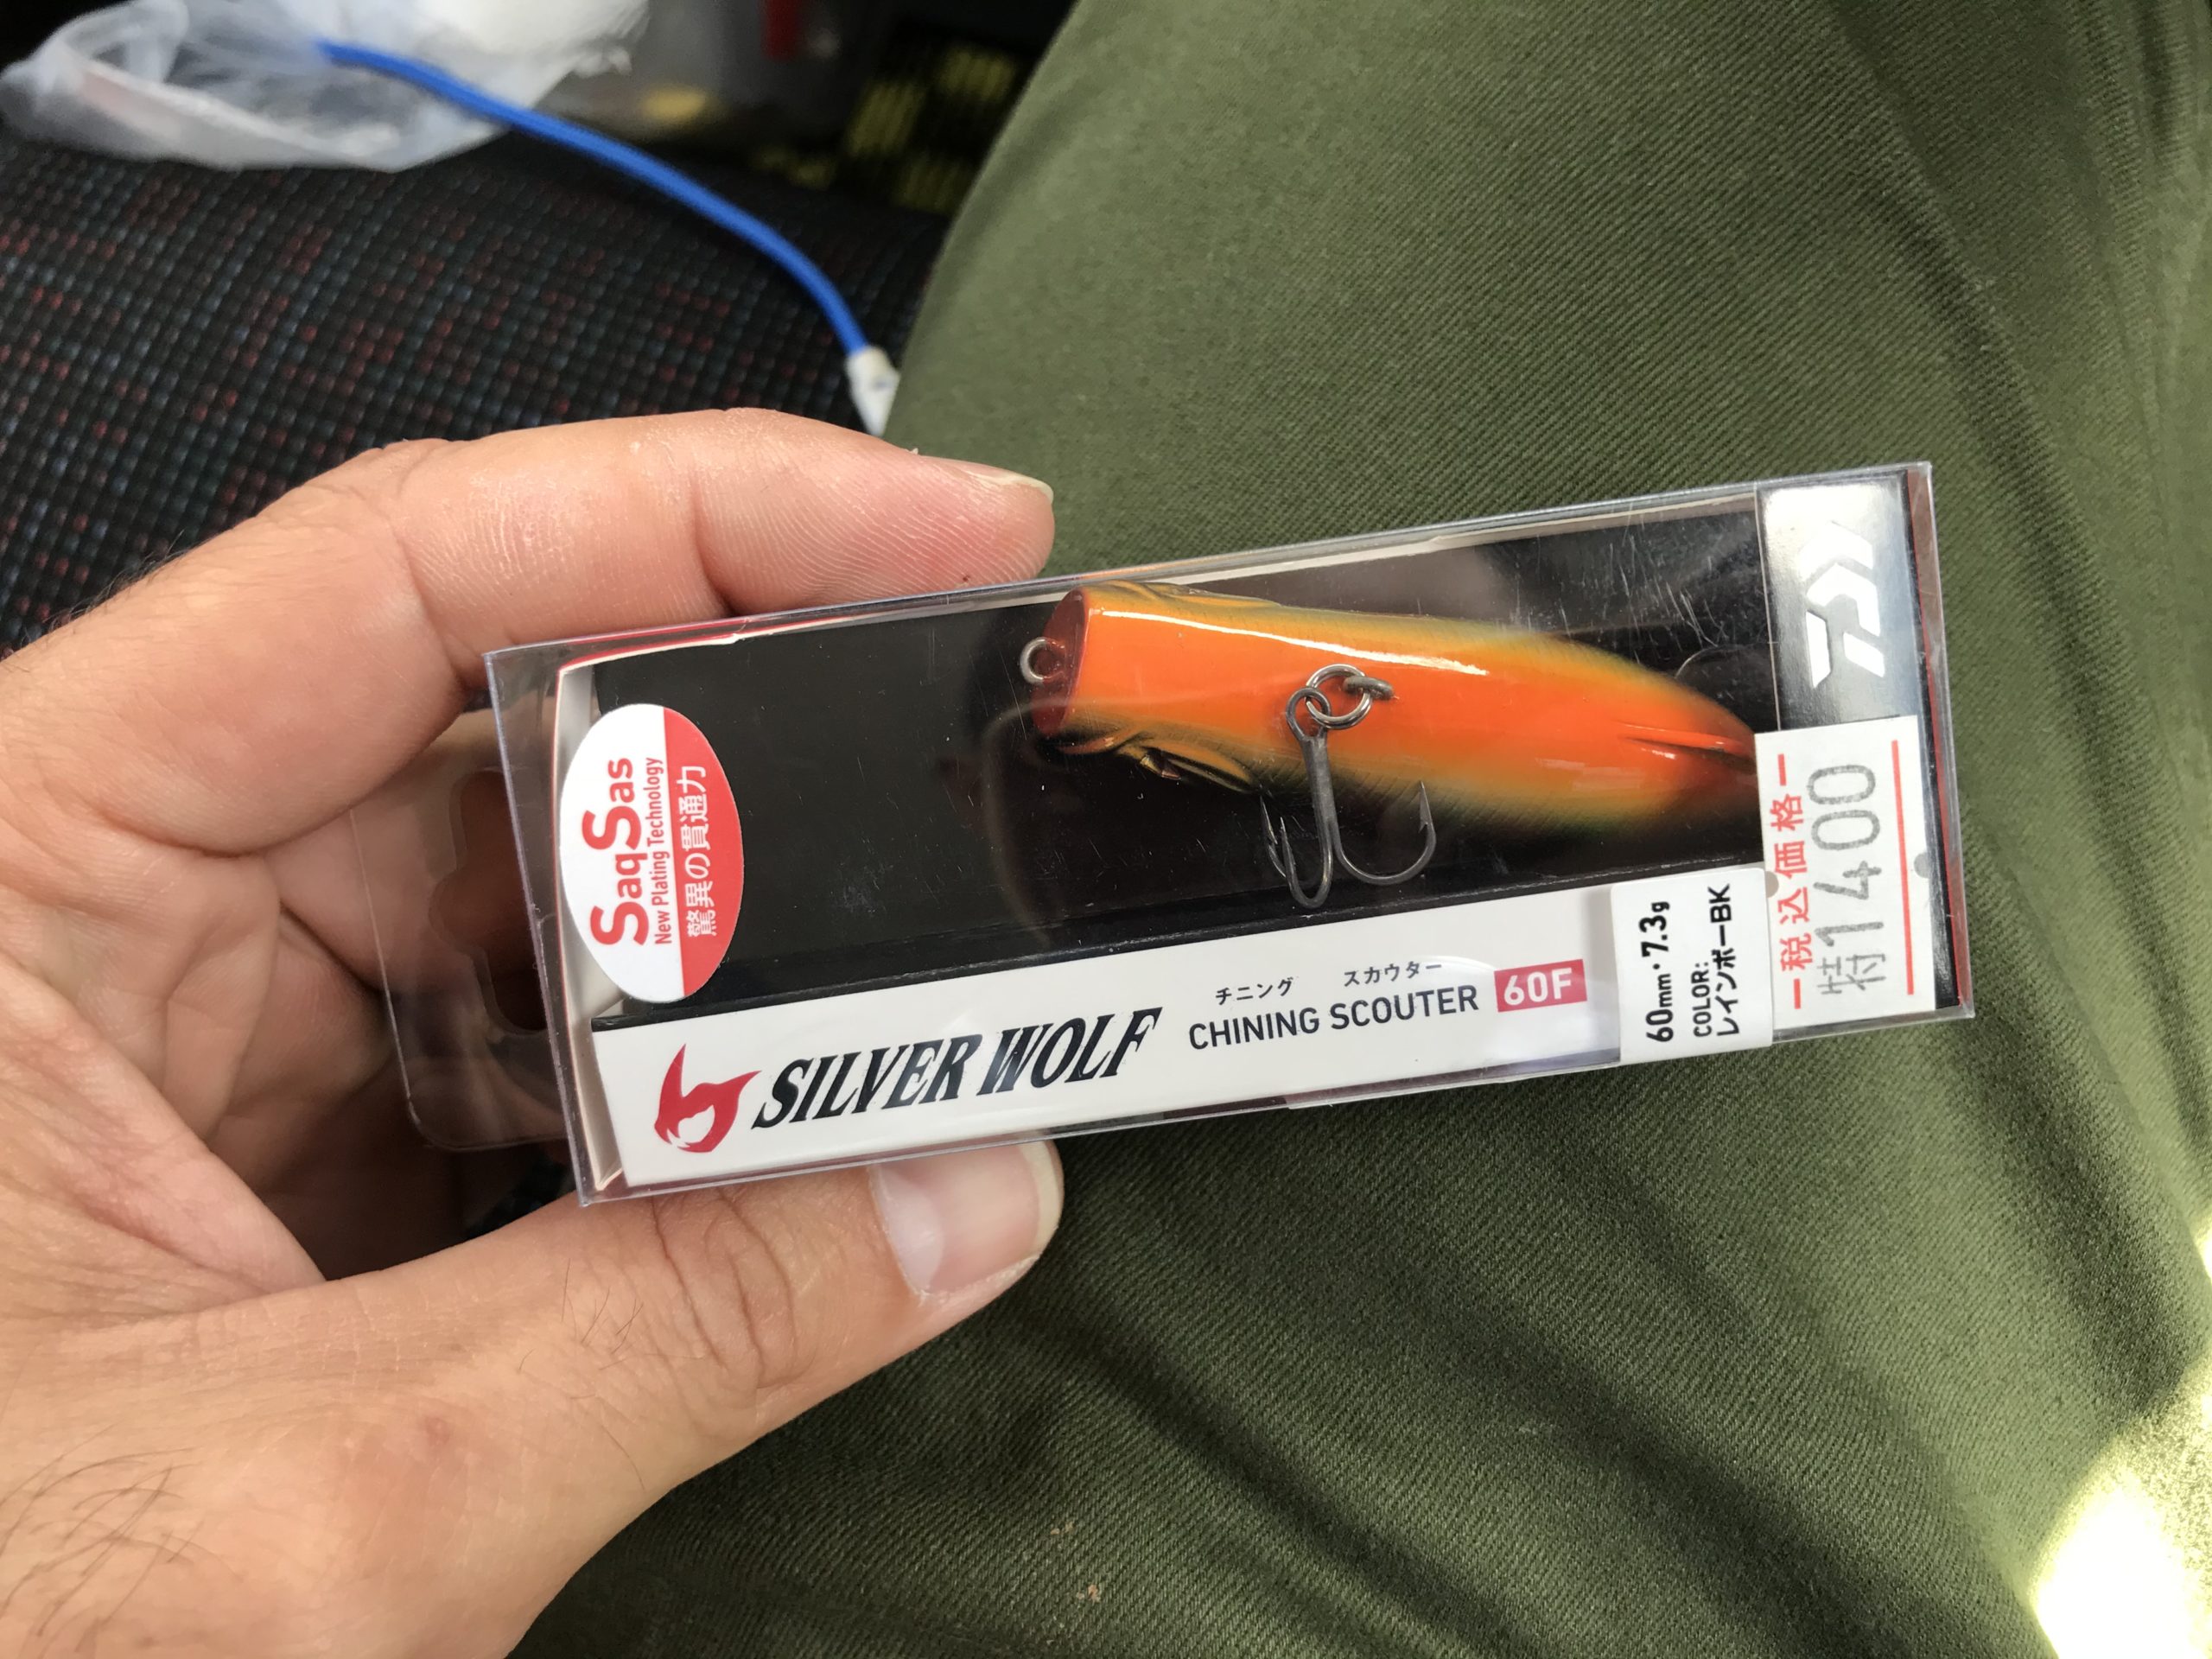 SaqSas
New Plating Technology
驚異の貫通力
SILVER WOLF
チニング スカウター
CHINING SCOUTER 60F
60mm・7.3g
COLOR:
レインボーBK
税込価格
特1400